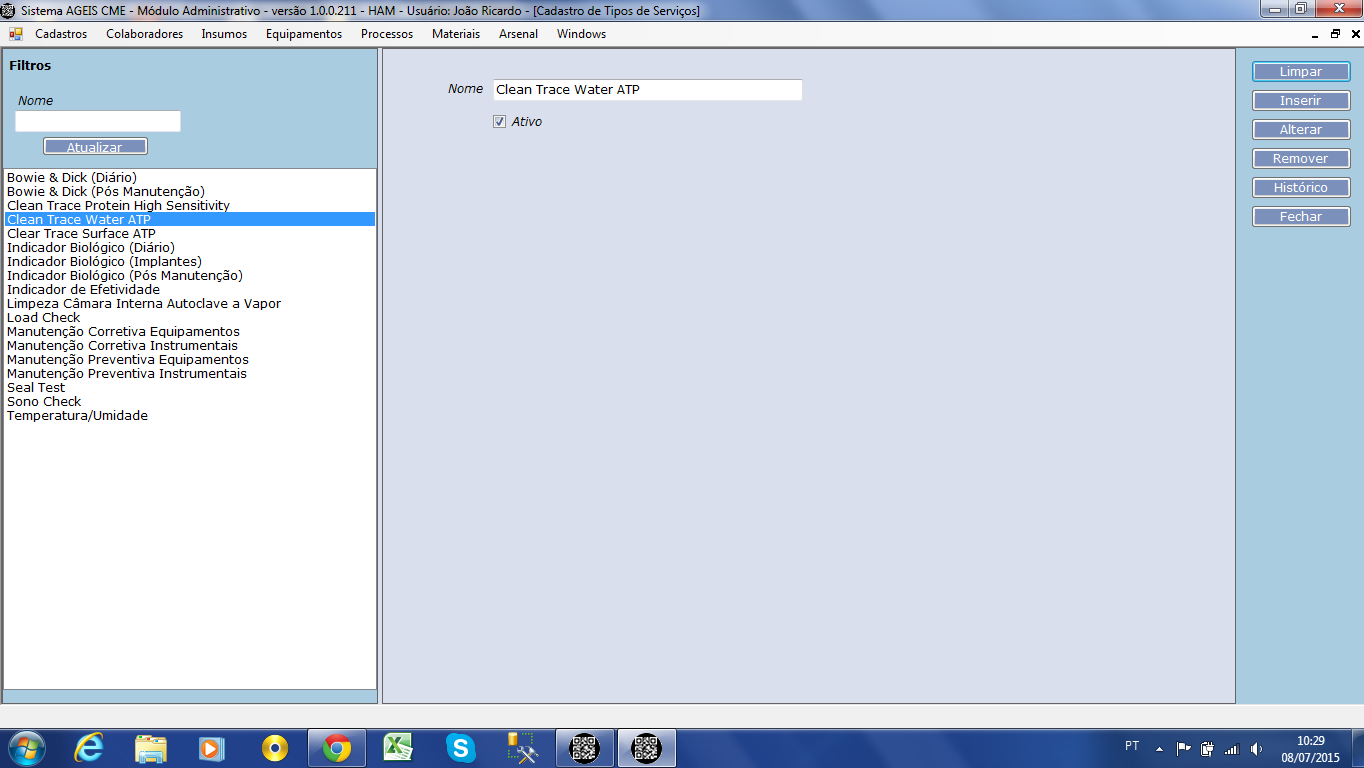 Sistema AGEIS CME - Módulo Administrativo - versão 1.0.0.211 - HAM - Usuário: João Ricardo - [Cadastro de Tipos de Serviços]
Cadastros Colaboradores Insumos Equipamentos Processos Materiais Arsenal Windows
Filtros
Nome
Atualizar
Bowie & Dick (Diário)
Bowie & Dick (Pós Manutenção)
Clean Trace Protein High Sensitivity
Clean Trace Water ATP
Clear Trace Surface ATP
Indicador Biológico (Diário)
Indicador Biológico (Implantes)
Indicador Biológico (Pós Manutenção)
Indicador de Efetividade
Limpeza Câmara Interna Autoclave a Vapor
Load Check
Manutenção Corretiva Equipamentos
Manutenção Corretiva Instrumentais
Manutenção Preventiva Equipamentos
Manutenção Preventiva Instrumentais
Seal Test
Sono Check
Temperatura/Umidade
Nome Clean Trace Water ATP
Ativo
Limpar
Inserir
Alterar
Remover
Histórico
Fechar
PT
10:29
08/07/2015